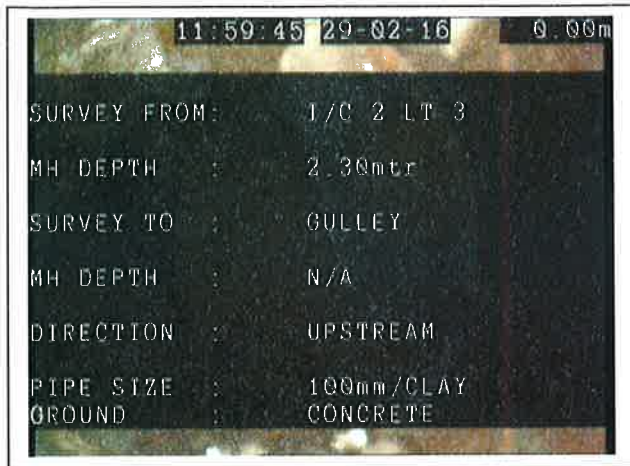 11:59:45 29-02-16 0.00m
SURVEY FROM: I/C 2 LT 3
MH DEPTH : 2.30mtr
SURVEY TO : GULLEY
MH DEPTH : N/A
DIRECTION : UPSTREAM
PIPE SIZE : 100mm/CLAY
GROUND : CONCRETE